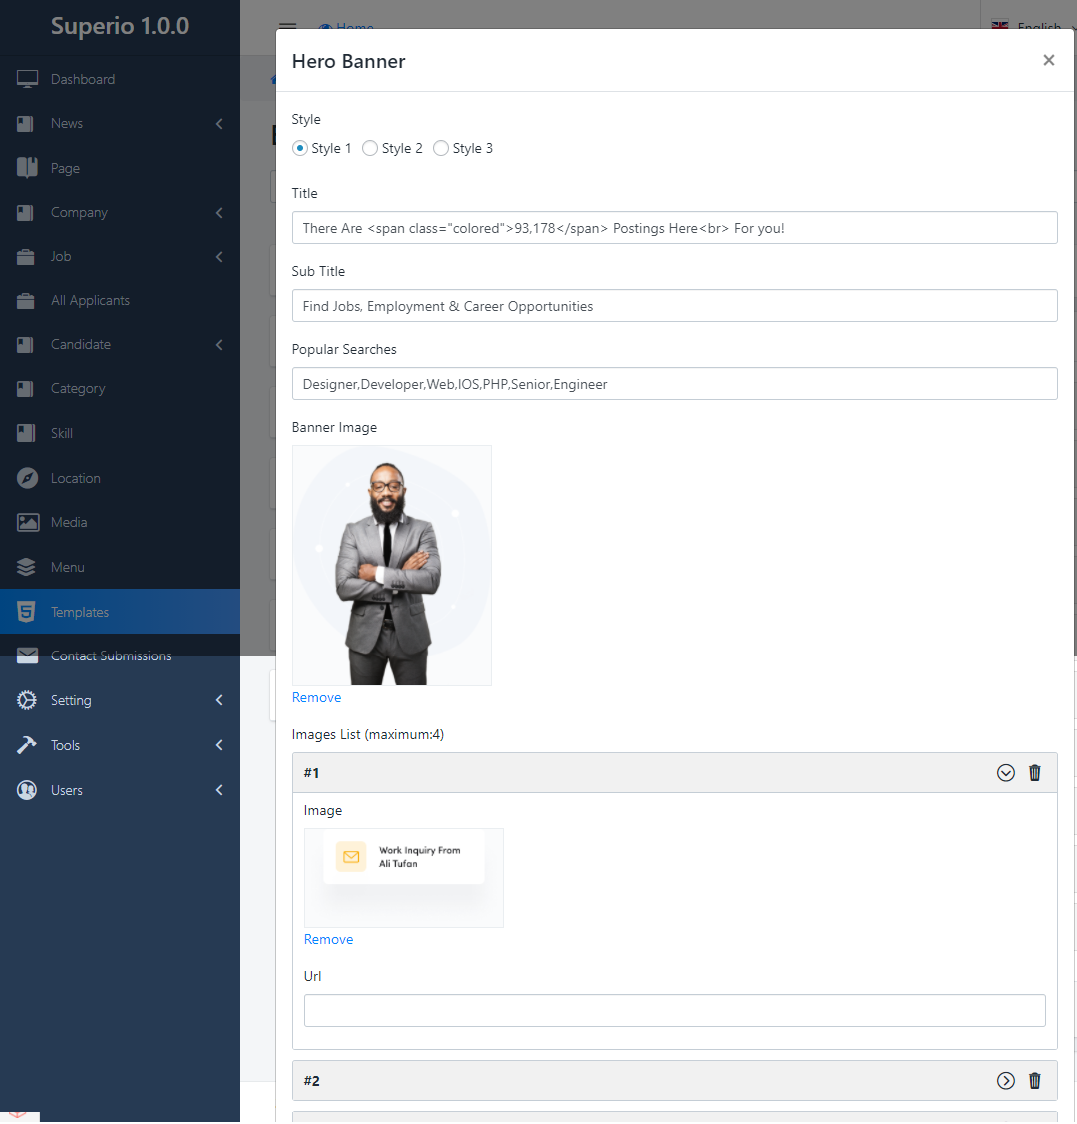 Superio 1.0.0
Home
English
Dashboard
News
Page
Company
Job
All Applicants
Candidate
Category
Skill
Location
Media
Menu
Templates
Contact Submissions
Setting
Tools
Users
Hero Banner
×
Style
Style 1 Style 2 Style 3
Title
There Are <span class="colored">93,178</span> Postings Here<br> For you!
Sub Title
Find Jobs, Employment & Career Opportunities
Popular Searches
Designer,Developer,Web,IOS,PHP,Senior,Engineer
Banner Image
Remove
Images List (maximum:4)
#1
Image
Work Inquiry From
Ali Tufan
Remove
Url
#2